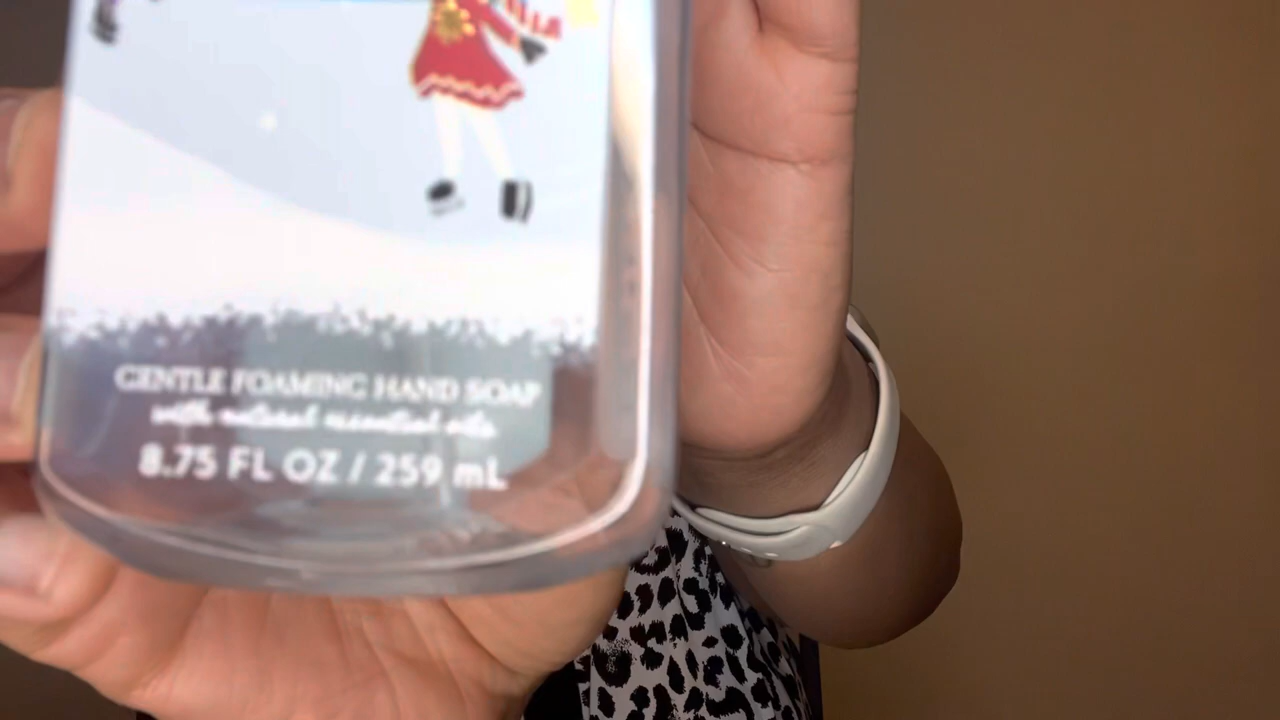 GENTLE FOAMING HAND SOAP
with natural essential oils
8.75 FL OZ / 259 mL